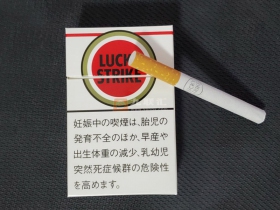 LUCKY
STRIKE
妊娠中の喫煙は、胎児の
発育不全のほか、早産や
出生体重の減少、乳幼児
突然死症候群の危険性
を高めます。